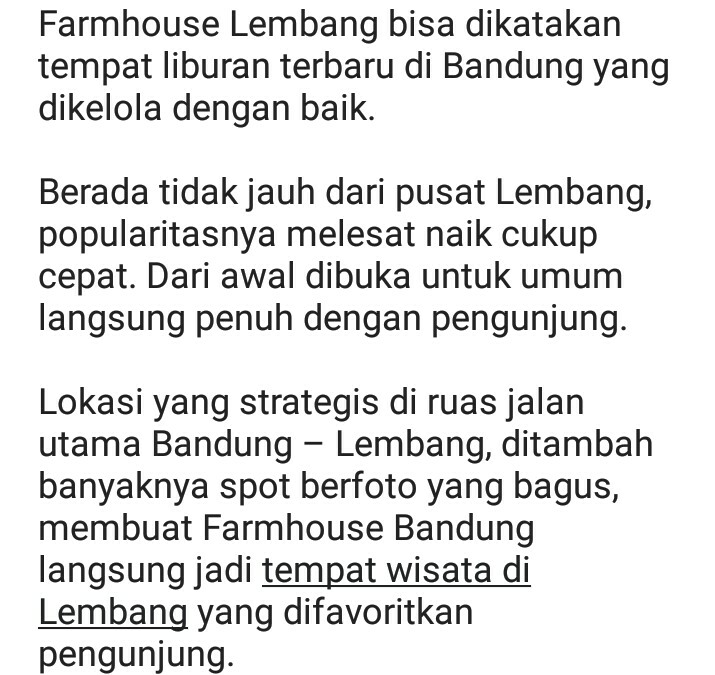 Farmhouse Lembang bisa dikatakan
tempat liburan terbaru di Bandung yang
dikelola dengan baik.
Berada tidak jauh dari pusat Lembang,
popularitasnya melesat naik cukup
cepat. Dari awal dibuka untuk umum
langsung penuh dengan pengunjung.
Lokasi yang strategis di ruas jalan
utama Bandung – Lembang, ditambah
banyaknya spot berfoto yang bagus,
membuat Farmhouse Bandung
langsung jadi tempat wisata di
Lembang yang difavoritkan
pengunjung.